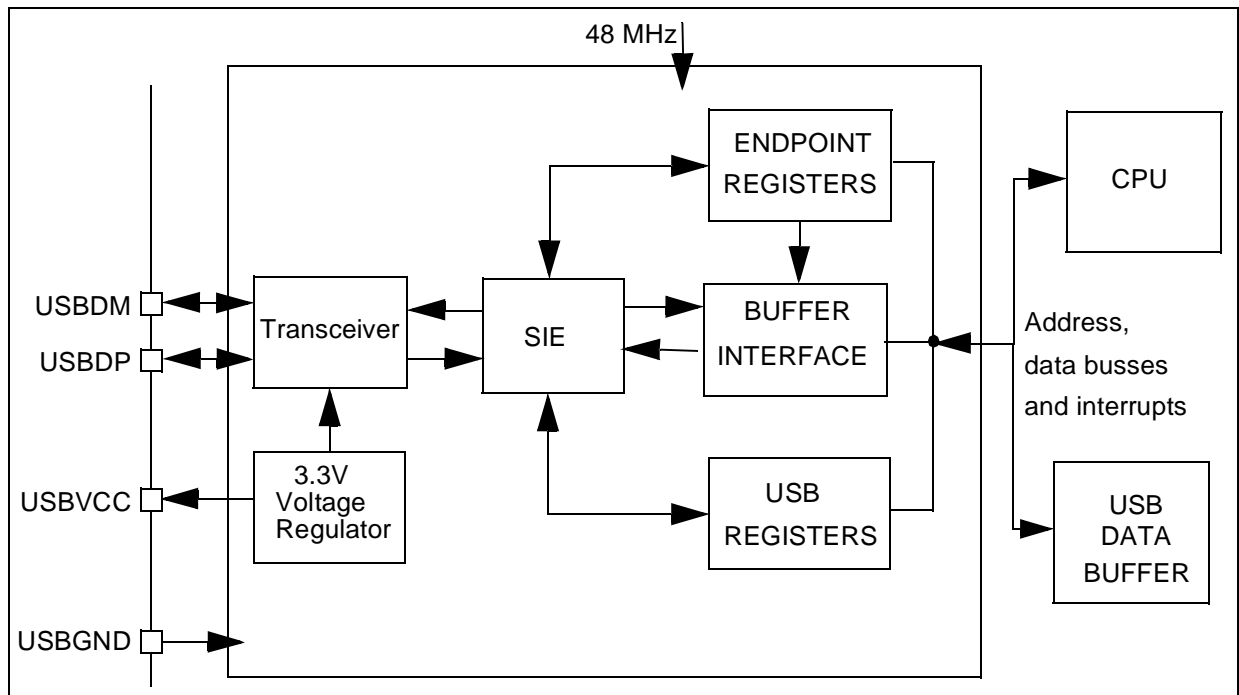 48 MHz
ENDPOINT
REGISTERS
CPU
USBDM
USBDP
Transceiver
SIE
BUFFER
INTERFACE
Address,
data busses
and interrupts
USBVCC
3.3V
Voltage
Regulator
USB
REGISTERS
USB
DATA
BUFFER
USBGND